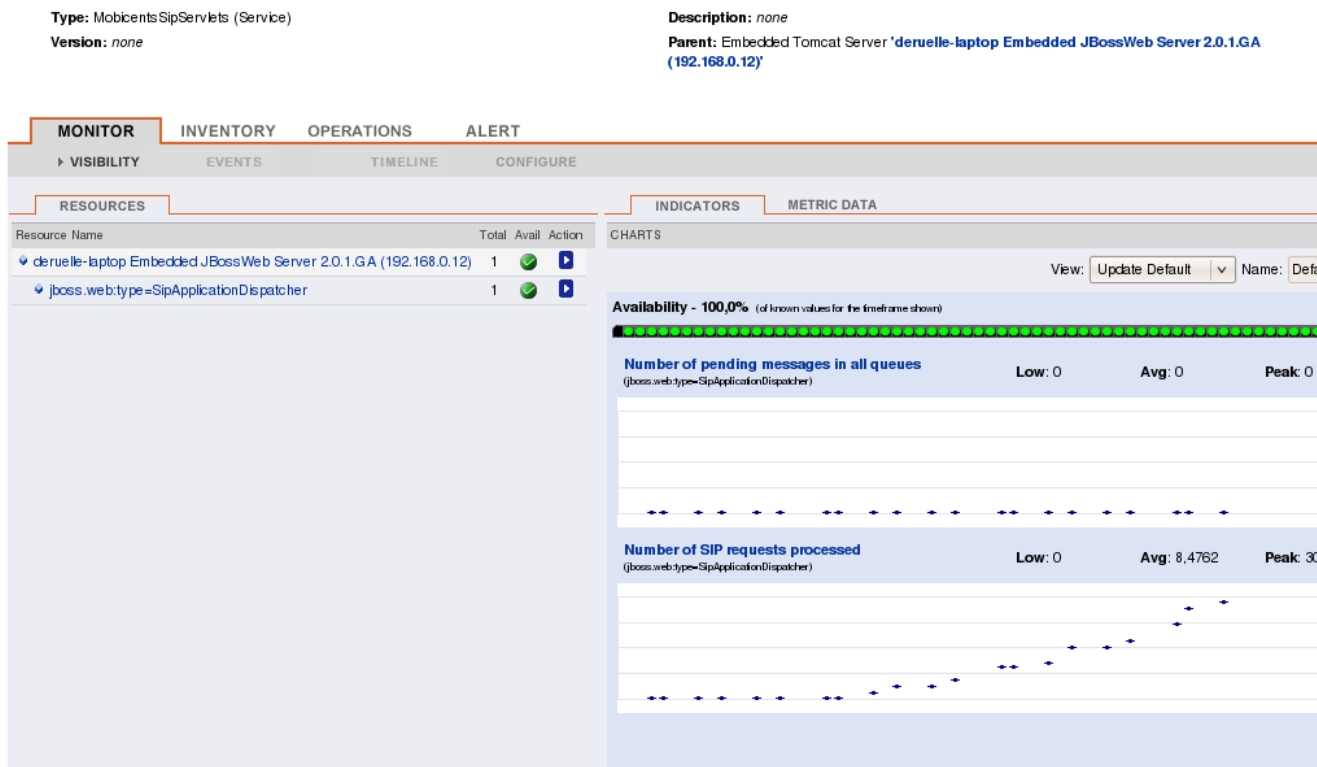 Type: MobicentsSipServlets (Service)
Description: none
Version: none
Parent: Embedded Tomcat Server 'deruelle-laptop Embedded JBossWeb Server 2.0.1.GA
(192.168.0.12)'
MONITOR INVENTORY OPERATIONS ALERT
VISIBILITY EVENTS TIMELINE CONFIGURE
RESOURCES
Resource Name Total Avail Action
deruelle-laptop Embedded JBossWeb Server 2.0.1.GA (192.168.0.12) 1
jboss.web:type=SipApplicationDispatcher 1
INDICATORS METRIC DATA
CHARTS
View: Update Default Name:
Availability - 100,0% (of known values for the timeframe shown)
Number of pending messages in all queues Low: 0 Avg: 0 Peak: 0
(jboss.web:type=SipApplicationDispatcher)
Number of SIP requests processed Low: 0 Avg: 8,4762 Peak: 30
(jboss.web:type=SipApplicationDispatcher)